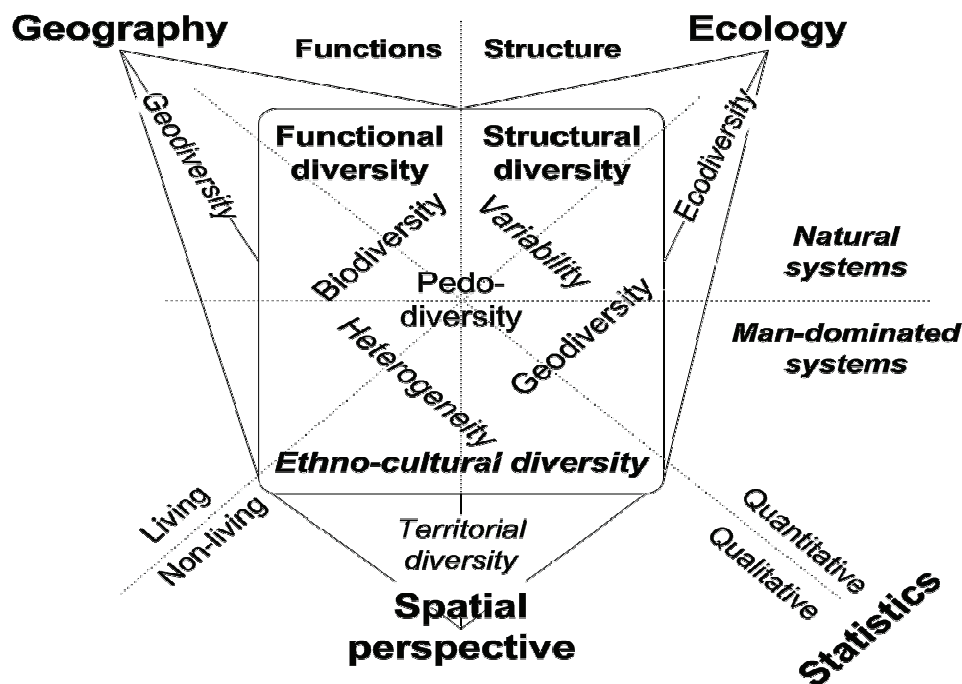 Geography
Functions
Structure
Ecology
Geodiversity
Functional
diversity
Structural
diversity
Ecodiversity
Biodiversity
Variability
Natural
systems
Pedo-
diversity
Man-dominated
systems
Heterogeneity
Geodiversity
Ethno-cultural diversity
Living
Non-living
Territorial
diversity
Quantitative
Qualitative
Statistics
Spatial
perspective